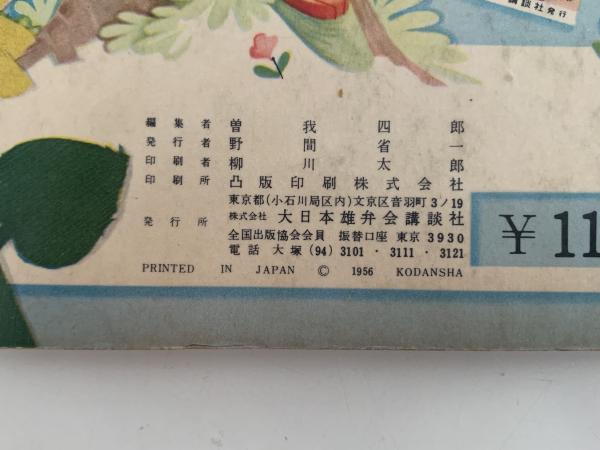 講談社発行
編集者 曽我四郎
発行者 野間省一
印刷者 柳川太郎
印刷所 凸版印刷株式会社
東京都(小石川局区内)文京区音羽町3/19
発行所 株式会社 大日本雄弁会講談社
全国出版協会会員 振替口座 東京 3930
電話 大塚(94) 3101・3111・3121
PRINTED IN JAPAN © 1956 KODANSHA
¥11